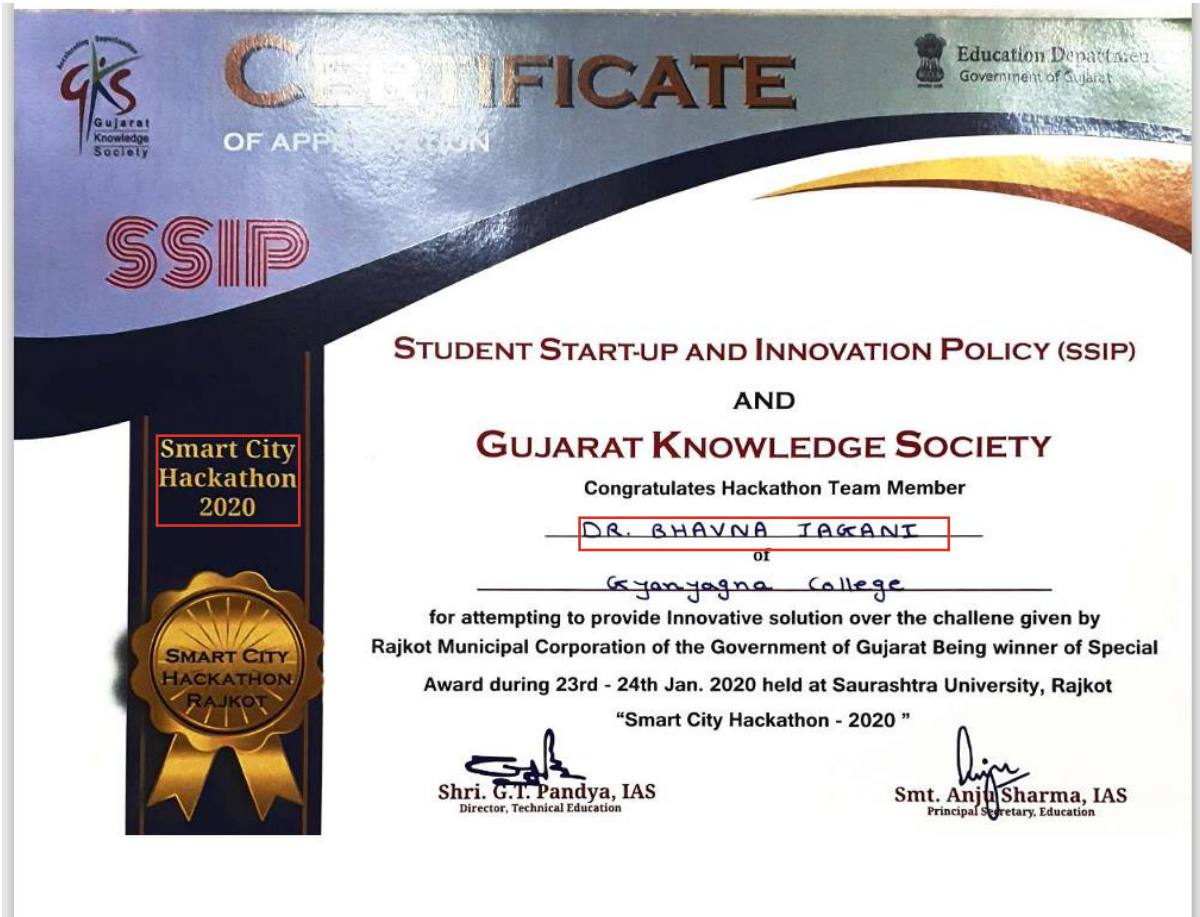 Accelerating Opportunities
GKS
Gujarat
Knowledge
Society
CERTIFICATE
OF APPRECIATION
Education Department
Government of Gujarat
SSIP
STUDENT START-UP AND INNOVATION POLICY (SSIP)
AND
GUJARAT KNOWLEDGE SOCIETY
Congratulates Hackathon Team Member
DR. BHAVNA JAGANI
of
Gyanyagna College
for attempting to provide Innovative solution over the challene given by
Rajkot Municipal Corporation of the Government of Gujarat Being winner of Special
Award during 23rd - 24th Jan. 2020 held at Saurashtra University, Rajkot
“Smart City Hackathon - 2020 ”
Smart City
Hackathon
2020
SMART CITY
HACKATHON
RAJKOT
Shri. G.T. Pandya, IAS
Director, Technical Education
Smt. Anju Sharma, IAS
Principal Secretary, Education